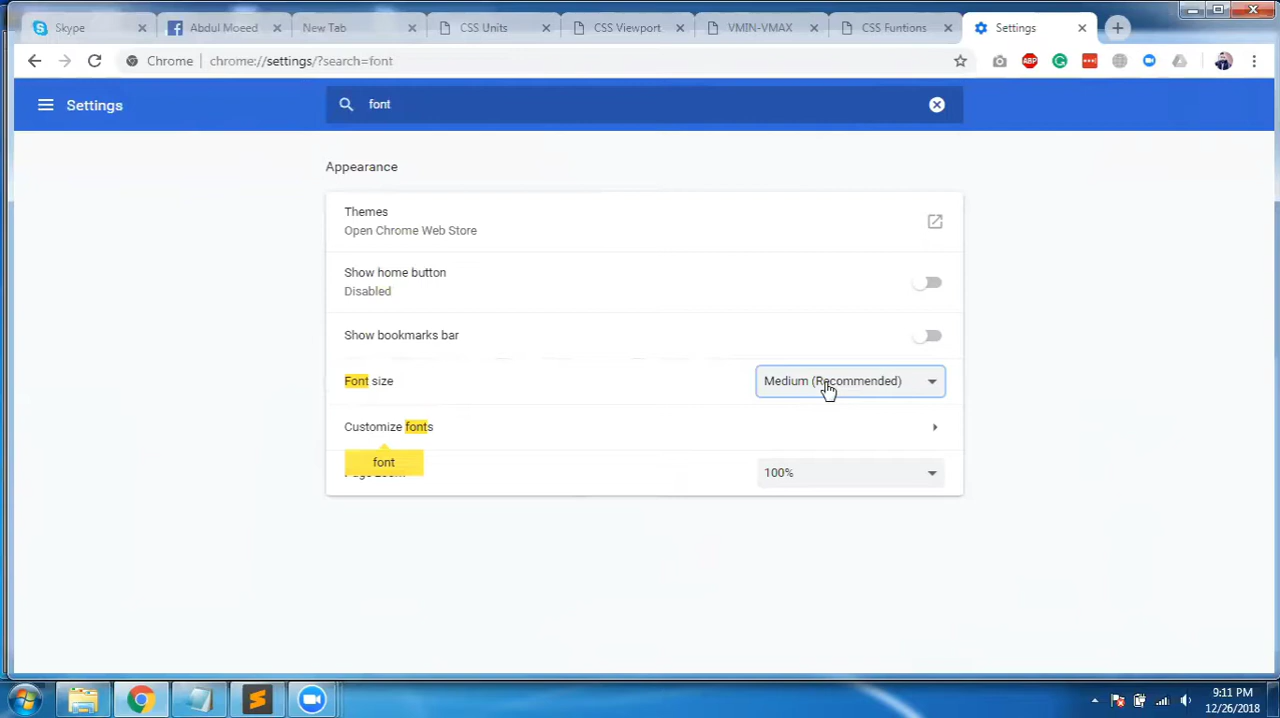 Skype
Abdul Moeed
New Tab
CSS Units
CSS Viewport
VMIN-VMAX
CSS Funtions
Settings
Chrome
chrome://settings/?search=font
ABP
Settings
font
Appearance
Themes
Open Chrome Web Store
Show home button
Disabled
Show bookmarks bar
Font size
Medium (Recommended)
Customize fonts
font
100%
9:11 PM
12/26/2018